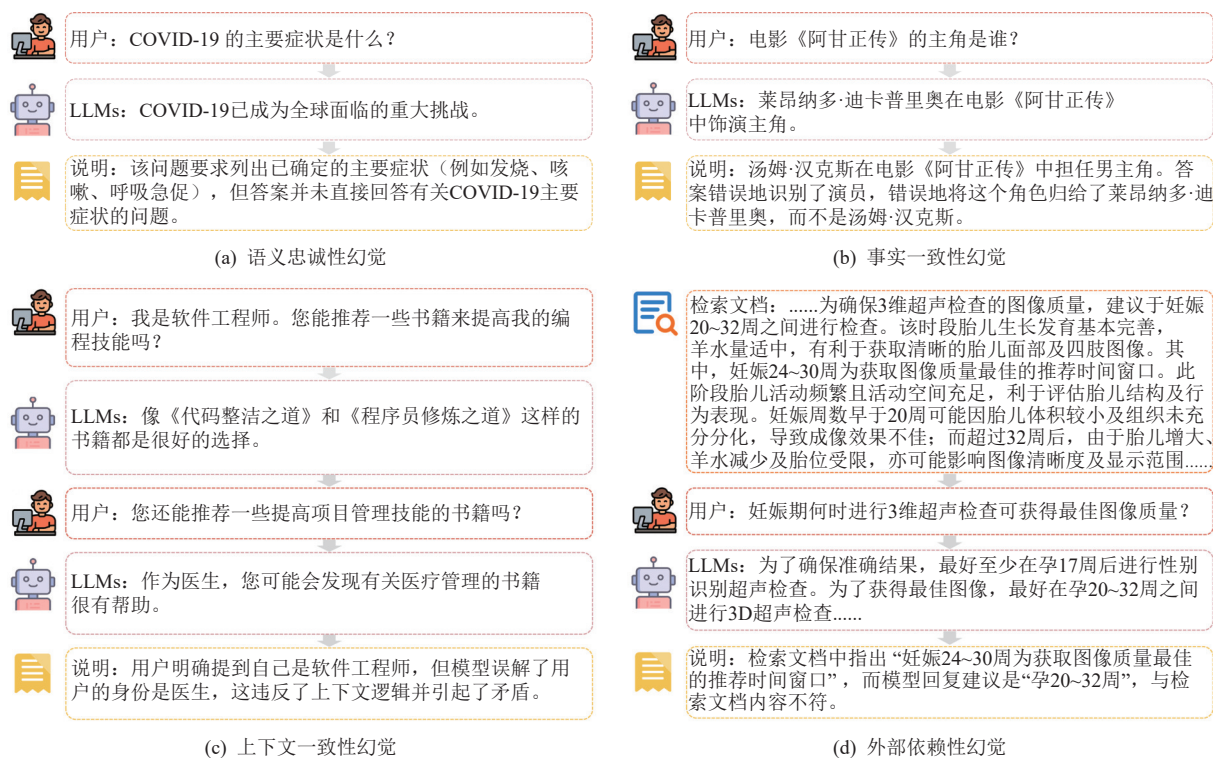 用户：COVID-19 的主要症状是什么？
LLMs：COVID-19已成为全球面临的重大挑战。
说明：该问题要求列出已确定的主要症状（例如发烧、咳
嗽、呼吸急促），但答案并未直接回答有关COVID-19主要
症状的问题。
(a) 语义忠诚性幻觉
用户：电影《阿甘正传》的主角是谁？
LLMs：莱昂纳多·迪卡普里奥在电影《阿甘正传》
中饰演主角。
说明：汤姆·汉克斯在电影《阿甘正传》中担任男主角。答
案错误地识别了演员，错误地将这个角色归给了莱昂纳多·迪
卡普里奥，而不是汤姆·汉克斯。
(b) 事实一致性幻觉
用户：我是软件工程师。您能推荐一些书籍来提高我的编
程技能吗？
LLMs：像《代码整洁之道》和《程序员修炼之道》这样的
书籍都是很好的选择。
用户：您还能推荐一些提高项目管理技能的书籍吗？
LLMs：作为医生，您可能会发现有关医疗管理的书籍
很有帮助。
说明：用户明确提到自己是软件工程师，但模型误解了用
户的身份是医生，这违反了上下文逻辑并引起了矛盾。
(c) 上下文一致性幻觉
检索文档：......为确保3维超声检查的图像质量，建议于妊娠
20~32周之间进行检查。该时段胎儿生长发育基本完善，
羊水量适中，有利于获取清晰的胎儿面部及四肢图像。其
中，妊娠24~30周为获取图像质量最佳的推荐时间窗口。此
阶段胎儿活动频繁且活动空间充足，利于评估胎儿结构及行
为表现。妊娠周数早于20周可能因胎儿体积较小及组织未充
分分化，导致成像效果不佳；而超过32周后，由于胎儿增大、
羊水减少及胎位受限，亦可能影响图像清晰度及显示范围......
用户：妊娠期何时进行3维超声检查可获得最佳图像质量？
LLMs：为了确保准确结果，最好至少在孕17周后进行性别
识别超声检查。为了获得最佳图像，最好在孕20~32周之间
进行3D超声检查......
说明：检索文档中指出 “妊娠24~30周为获取图像质量最佳
的推荐时间窗口” ，而模型回复建议是“孕20~32周”，与检
索文档内容不符。
(d) 外部依赖性幻觉